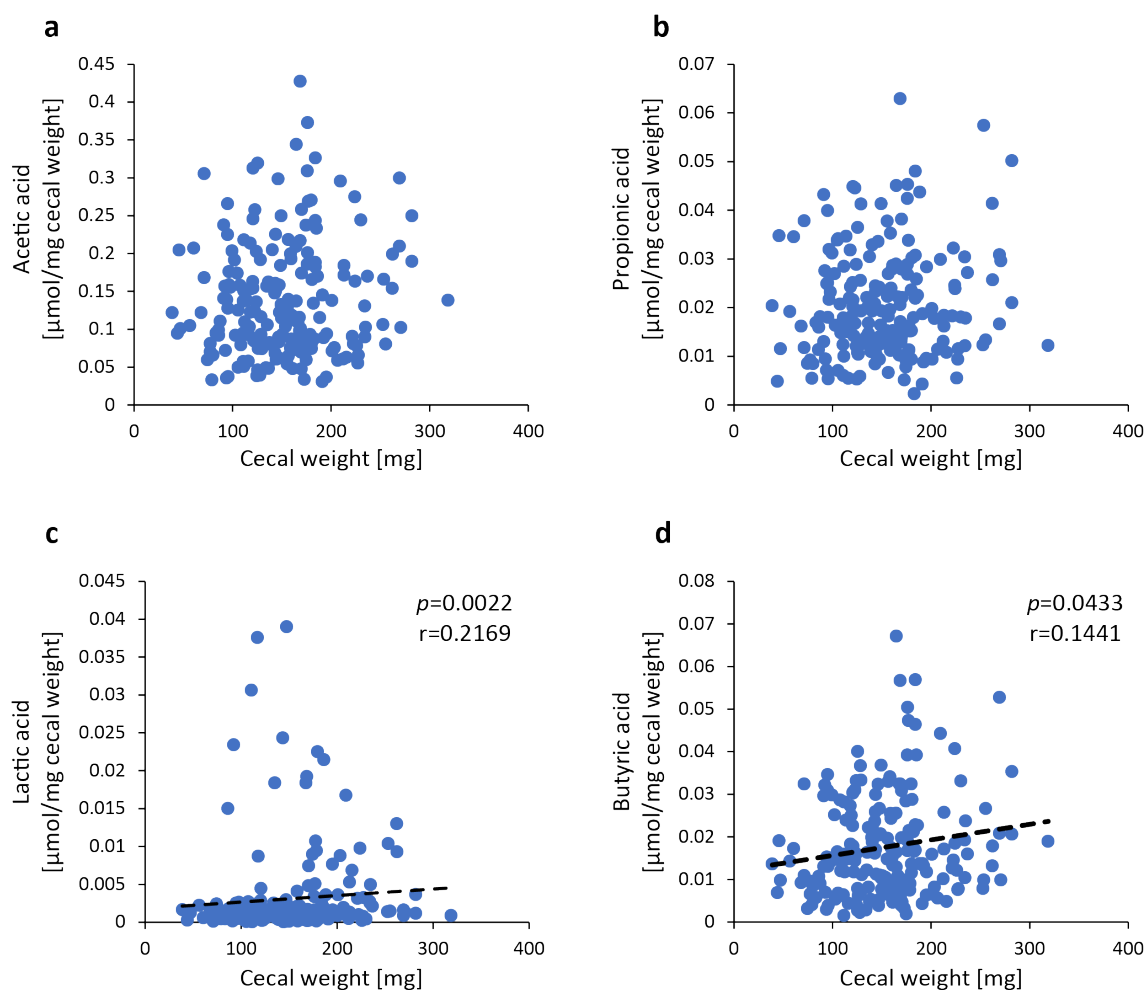 a
Acetic acid
[µmol/mg cecal weight]
0.45
0.4
0.35
0.3
0.25
0.2
0.15
0.1
0.05
0
0 100 200 300 400
Cecal weight [mg]
b
Propionic acid
[µmol/mg cecal weight]
0.07
0.06
0.05
0.04
0.03
0.02
0.01
0
0 100 200 300 400
Cecal weight [mg]
c
Lactic acid
[µmol/mg cecal weight]
0.045
0.04
0.035
0.03
0.025
0.02
0.015
0.01
0.005
0
p=0.0022
r=0.2169
0 100 200 300 400
Cecal weight [mg]
d
Butyric acid
[µmol/mg cecal weight]
0.08
0.07
0.06
0.05
0.04
0.03
0.02
0.01
0
p=0.0433
r=0.1441
0 100 200 300 400
Cecal weight [mg]